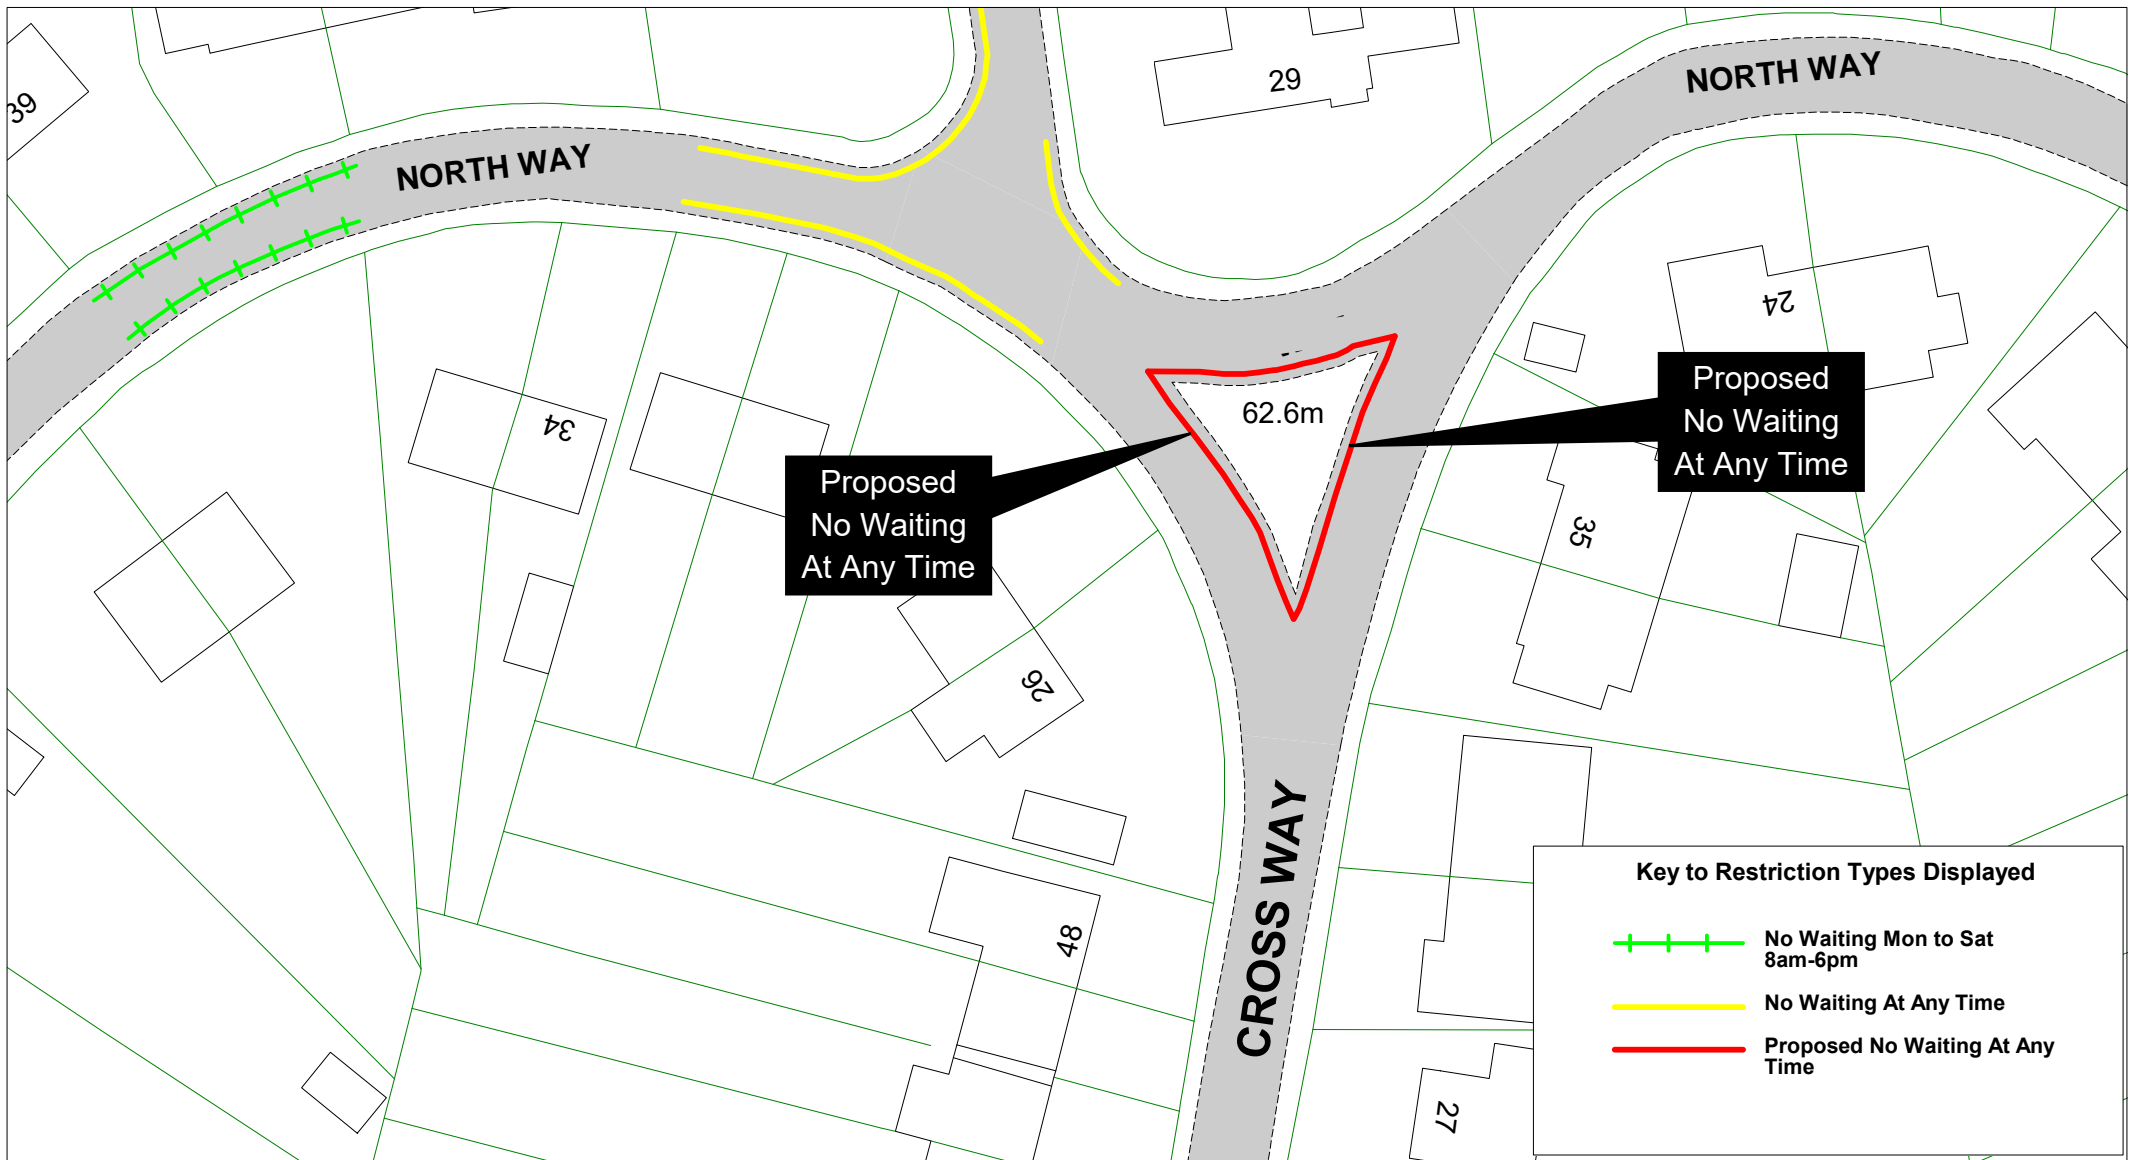 39
29
NORTH WAY
NORTH WAY
24
34
62.6m
Proposed
No Waiting
At Any Time
Proposed
No Waiting
At Any Time
35
26
CROSS WAY
48
27
Key to Restriction Types Displayed
No Waiting Mon to Sat
8am-6pm
No Waiting At Any Time
Proposed No Waiting At Any
Time